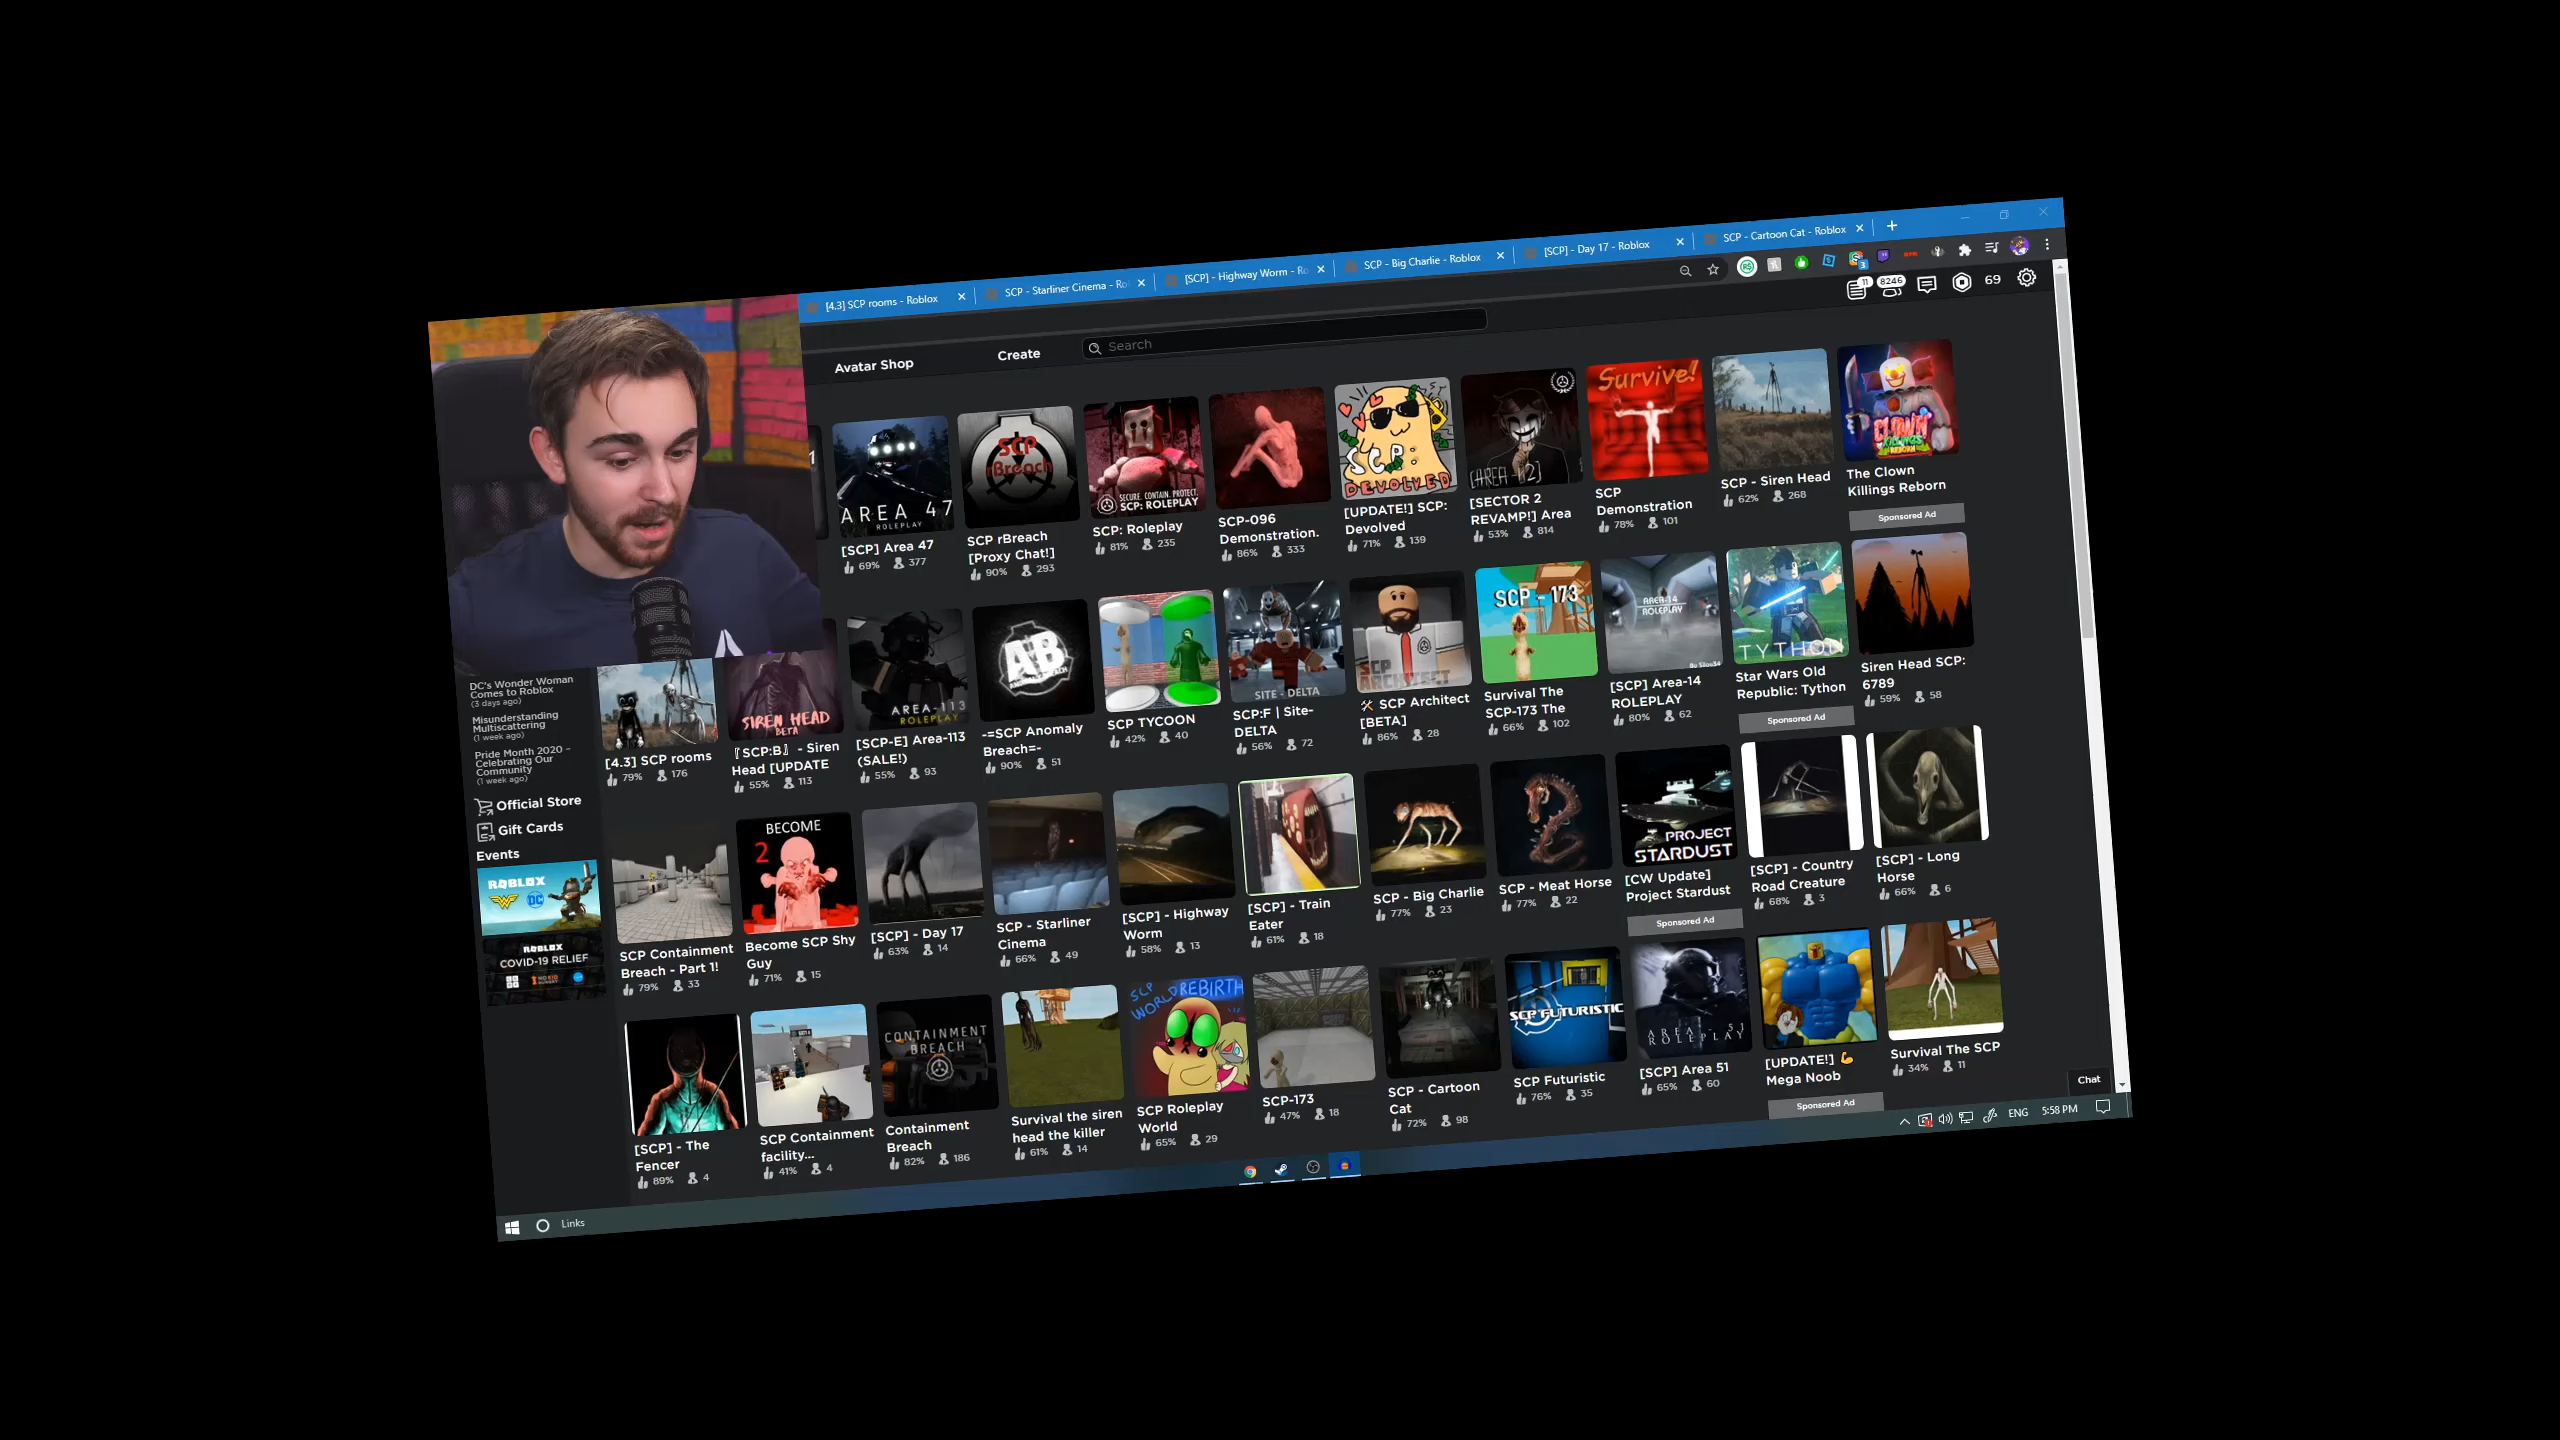 [4.3] SCP rooms - Roblox
SCP - Starliner Cinema - Ro
[SCP] - Highway Worm - Ro
SCP - Big Charlie - Roblox
[SCP] - Day 17 - Roblox
SCP - Cartoon Cat - Roblox
Avatar Shop
Create
Search
11
8246
69
AREA 47
ROLEPLAY
[SCP] Area 47
69% 377
SCP
rBreach
SCP rBreach
[Proxy Chat!]
90% 293
SECURE. CONTAIN. PROTECT.
SCP: ROLEPLAY
SCP: Roleplay
81% 235
SCP-096
Demonstration.
86% 333
SCP:
DEVOLVED
[UPDATE!] SCP:
Devolved
71% 139
[SECTOR 2
REVAMP!] Area
53% 814
Survive!
SCP
Demonstration
78% 101
SCP - Siren Head
62% 268
CLOWN
KILLINGS
REBORN
The Clown
Killings Reborn
Sponsored Ad
DC's Wonder Woman
Comes to Roblox
(3 days ago)
Misunderstanding
Multiscattering
(1 week ago)
Pride Month 2020 -
Celebrating Our
Community
(1 week ago)
Official Store
Gift Cards
Events
ROBLOX
DC
ROBLOX
COVID-19 RELIEF
[4.3] SCP rooms
79% 176
SIREN HEAD
BETA
『SCP:B』 - Siren
Head [UPDATE
55% 113
AREA-113
ROLEPLAY
[SCP-E] Area-113
(SALE!)
55% 93
AB
-=SCP Anomaly
Breach=-
90% 51
SCP TYCOON
42% 40
SITE - DELTA
SCP:F | Site-
DELTA
56% 72
SCP
ARCHITECT
🛠 SCP Architect
[BETA]
86% 28
SCP - 173
Survival The
SCP-173 The
66% 102
AREA-14
ROLEPLAY
[SCP] Area-14
ROLEPLAY
80% 62
TYTHON
Star Wars Old
Republic: Tython
Sponsored Ad
Siren Head SCP:
6789
59% 58
SCP Containment
Breach - Part 1!
79% 33
BECOME
2
Become SCP Shy
Guy
71% 15
[SCP] - Day 17
63% 14
SCP - Starliner
Cinema
66% 49
[SCP] - Highway
Worm
58% 13
[SCP] - Train
Eater
61% 18
SCP - Big Charlie
77% 23
SCP - Meat Horse
77% 22
PROJECT
STARDUST
[CW Update]
Project Stardust
Sponsored Ad
[SCP] - Country
Road Creature
68% 3
[SCP] - Long
Horse
66% 6
[SCP] - The
Fencer
89% 4
SCP Containment
facility...
41% 4
CONTAINMENT
BREACH
Containment
Breach
82% 186
Survival the siren
head the killer
61% 14
SCP
WORLD REBIRTH
SCP Roleplay
World
65% 29
SCP-173
47% 18
SCP - Cartoon
Cat
72% 98
SCP FUTURISTIC
SCP Futuristic
76% 35
AREA - 51
ROLEPLAY
[SCP] Area 51
65% 60
[UPDATE!] 💪
Mega Noob
Sponsored Ad
Survival The SCP
34% 11
Chat
Links
ENG
5:58 PM